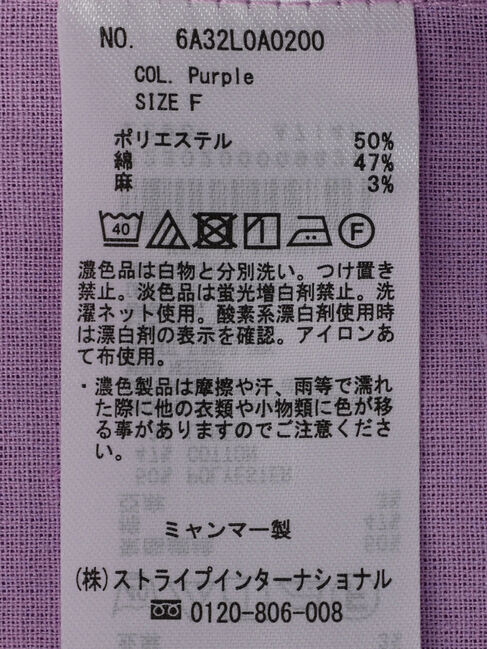 NO. 6A32L0A0200
COL. Purple
SIZE F
ポリエステル 50%
綿 47%
麻 3%
40 F
濃色品は白物と分別洗い。つけ置き
禁止。淡色品は蛍光増白剤禁止。洗
濯ネット使用。酸素系漂白剤使用時
は漂白剤の表示を確認。アイロンあ
て布使用。
・濃色製品は摩擦や汗、雨等で濡れ
た際に他の衣類や小物類に色が移
る事がありますのでご注意くださ
い。
ミャンマー製
(株)ストライプインターナショナル
0120-806-008